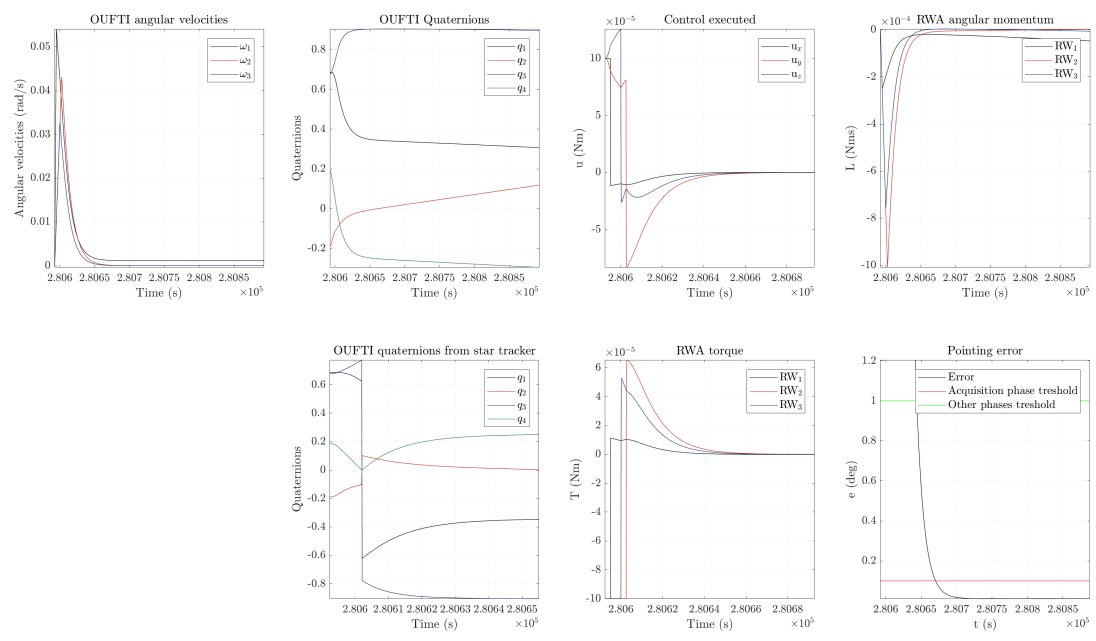 OUFTI angular velocities
0.05
0.04
0.03
0.02
0.01
0
Angular velocities (rad/s)
ω1
ω2
ω3
2.806 2.8065 2.807 2.8075 2.808 2.8085
Time (s) ×10^5
OUFTI Quaternions
0.8
0.6
0.4
0.2
0
-0.2
Quaternions
q1
q2
q3
q4
2.806 2.8065 2.807 2.8075 2.808 2.8085
Time (s) ×10^5
Control executed
×10^-5
10
5
0
-5
u (Nm)
ux
uy
uz
2.806 2.8062 2.8064 2.8066 2.8068
Time (s) ×10^5
RWA angular momentum
×10^-4
0
-2
-4
-6
-8
-10
L (Nms)
RW1
RW2
RW3
2.806 2.8065 2.807 2.8075 2.808 2.8085
Time (s) ×10^5
OUFTI quaternions from star tracker
0.6
0.4
0.2
0
-0.2
-0.4
-0.6
-0.8
Quaternions
q1
q2
q3
q4
2.806 2.8061 2.8062 2.8063 2.8064 2.8065
Time (s) ×10^5
RWA torque
×10^-5
6
4
2
0
-2
-4
-6
-8
-10
T (Nm)
RW1
RW2
RW3
2.806 2.8062 2.8064 2.8066 2.8068
Time (s) ×10^5
Pointing error
1.2
1
0.8
0.6
0.4
0.2
e (deg)
Error
Acquisition phase treshold
Other phases treshold
2.806 2.8065 2.807 2.8075 2.808 2.8085
t (s) ×10^5